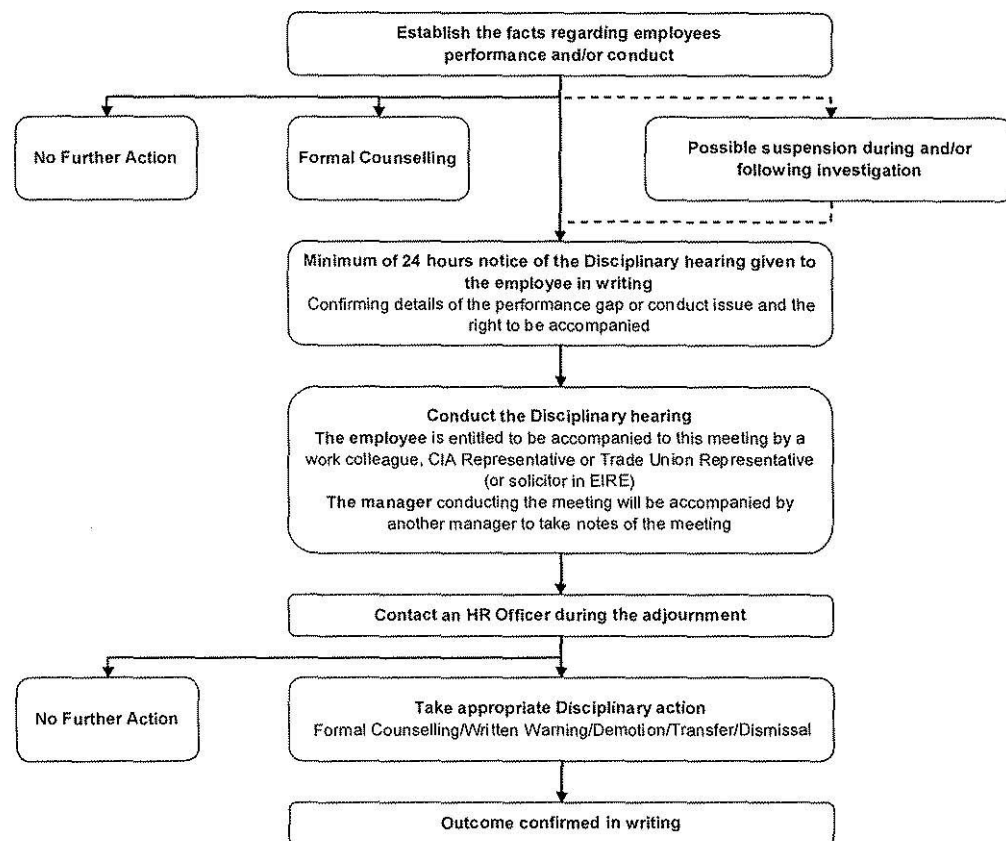 Establish the facts regarding employees
performance and/or conduct
No Further Action
Formal Counselling
Possible suspension during and/or
following investigation
Minimum of 24 hours notice of the Disciplinary hearing given to
the employee in writing
Confirming details of the performance gap or conduct issue and the
right to be accompanied
Conduct the Disciplinary hearing
The employee is entitled to be accompanied to this meeting by a
work colleague, CIA Representative or Trade Union Representative
(or solicitor in EIRE)
The manager conducting the meeting will be accompanied by
another manager to take notes of the meeting
Contact an HR Officer during the adjournment
No Further Action
Take appropriate Disciplinary action
Formal Counselling/Written Warning/Demotion/Transfer/Dismissal
Outcome confirmed in writing